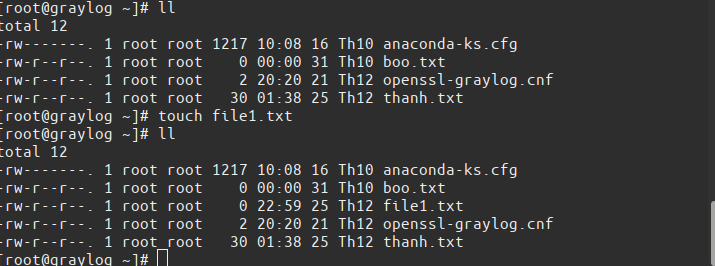 [root@graylog ~]# ll
total 12
-rw-------. 1 root root 1217 10:08 16 Th10 anaconda-ks.cfg
-rw-r--r--. 1 root root    0 00:00 31 Th10 boo.txt
-rw-r--r--. 1 root root    2 20:20 21 Th12 openssl-graylog.cnf
-rw-r--r--. 1 root root   30 01:38 25 Th12 thanh.txt
[root@graylog ~]# touch file1.txt
[root@graylog ~]# ll
total 12
-rw-------. 1 root root 1217 10:08 16 Th10 anaconda-ks.cfg
-rw-r--r--. 1 root root    0 00:00 31 Th10 boo.txt
-rw-r--r--. 1 root root    0 22:59 25 Th12 file1.txt
-rw-r--r--. 1 root root    2 20:20 21 Th12 openssl-graylog.cnf
-rw-r--r--. 1 root root   30 01:38 25 Th12 thanh.txt
[root@graylog ~]#